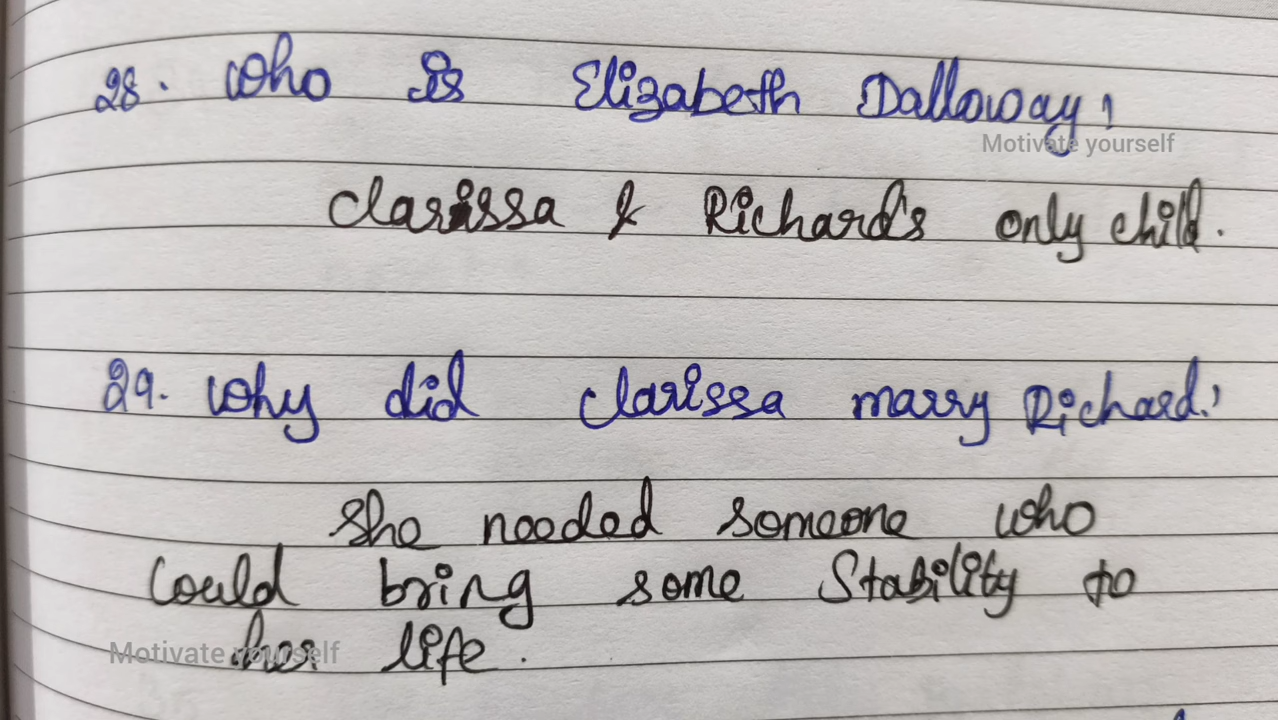 28. Who is Elizabeth Dalloway?
Motivate yourself
Clarissa & Richard's only child.
29. Why did Clarissa marry Richard?
She needed someone who
could bring some Stability to
her life.
Motivate yourself